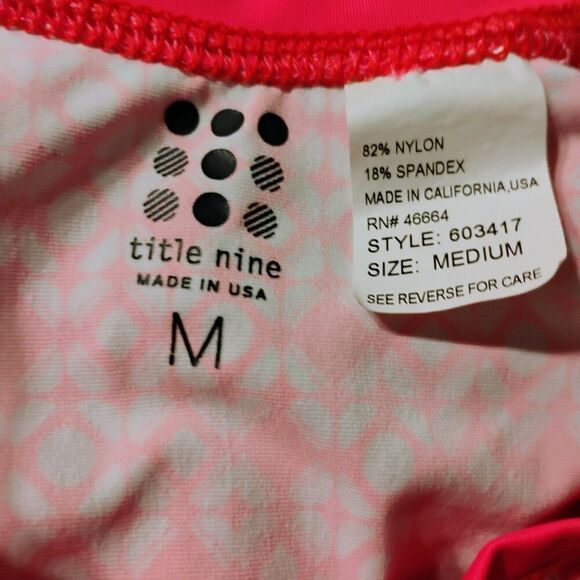 title nine
MADE IN USA
M
82% NYLON
18% SPANDEX
MADE IN CALIFORNIA,USA
RN# 46664
STYLE: 603417
SIZE: MEDIUM
SEE REVERSE FOR CARE